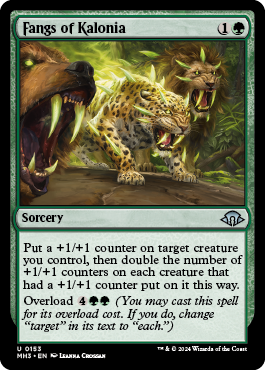 Fangs of Kalonia 1
Sorcery
Put a +1/+1 counter on target creature
you control, then double the number of
+1/+1 counters on each creature that
had a +1/+1 counter put on it this way.
Overload 4 (You may cast this spell
for its overload cost. If you do, change
“target” in its text to “each.”)
U 0153
MH3 • EN Leanna Crossan
™ & © 2024 Wizards of the Coast